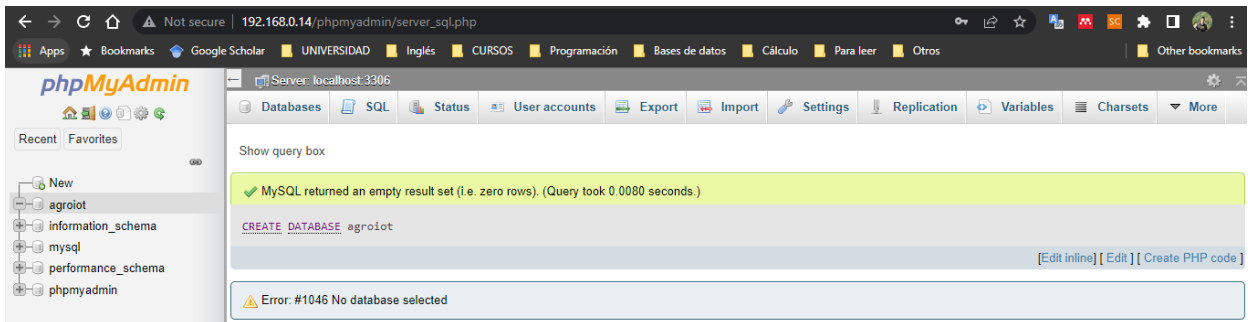 Not secure | 192.168.0.14/phpmyadmin/server_sql.php
Apps Bookmarks Google Scholar UNIVERSIDAD Inglés CURSOS Programación Bases de datos Cálculo Para leer Otros Other bookmarks
phpMyAdmin
Recent Favorites
New
agroiot
information_schema
mysql
performance_schema
phpmyadmin
Server: localhost:3306
Databases SQL Status User accounts Export Import Settings Replication Variables Charsets More
Show query box
MySQL returned an empty result set (i.e. zero rows). (Query took 0.0080 seconds.)
CREATE DATABASE agroiot
[Edit inline] [ Edit ] [ Create PHP code ]
Error: #1046 No database selected